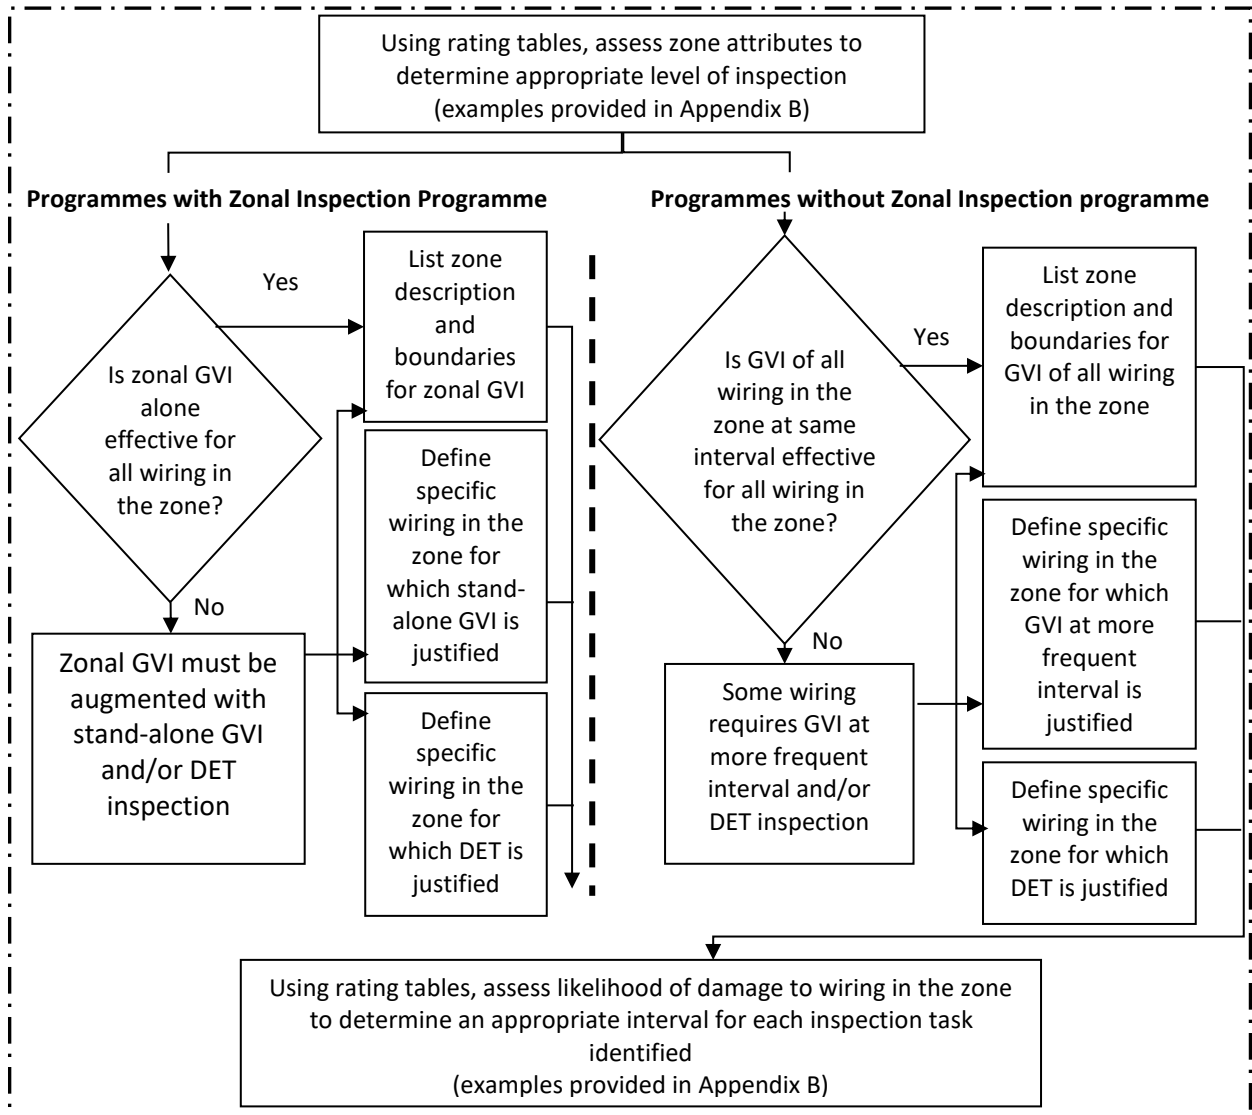 Using rating tables, assess zone attributes to
determine appropriate level of inspection
(examples provided in Appendix B)
Programmes with Zonal Inspection Programme
Yes
Is zonal GVI
alone
effective for
all wiring in
the zone?
No
List zone
description
and
boundaries
for zonal GVI
Define
specific
wiring in the
zone for
which stand-
alone GVI is
justified
Zonal GVI must be
augmented with
stand-alone GVI
and/or DET
inspection
Define
specific
wiring in the
zone for
which DET is
justified
Programmes without Zonal Inspection programme
Is GVI of all
wiring in the
zone at same
interval effective
for all wiring in
the zone?
Yes
No
List zone
description and
boundaries for
GVI of all wiring
in the zone
Define specific
wiring in the
zone for which
GVI at more
frequent
interval is
justified
Some wiring
requires GVI at
more frequent
interval and/or
DET inspection
Define specific
wiring in the
zone for which
DET is justified
Using rating tables, assess likelihood of damage to wiring in the zone
to determine an appropriate interval for each inspection task
identified
(examples provided in Appendix B)